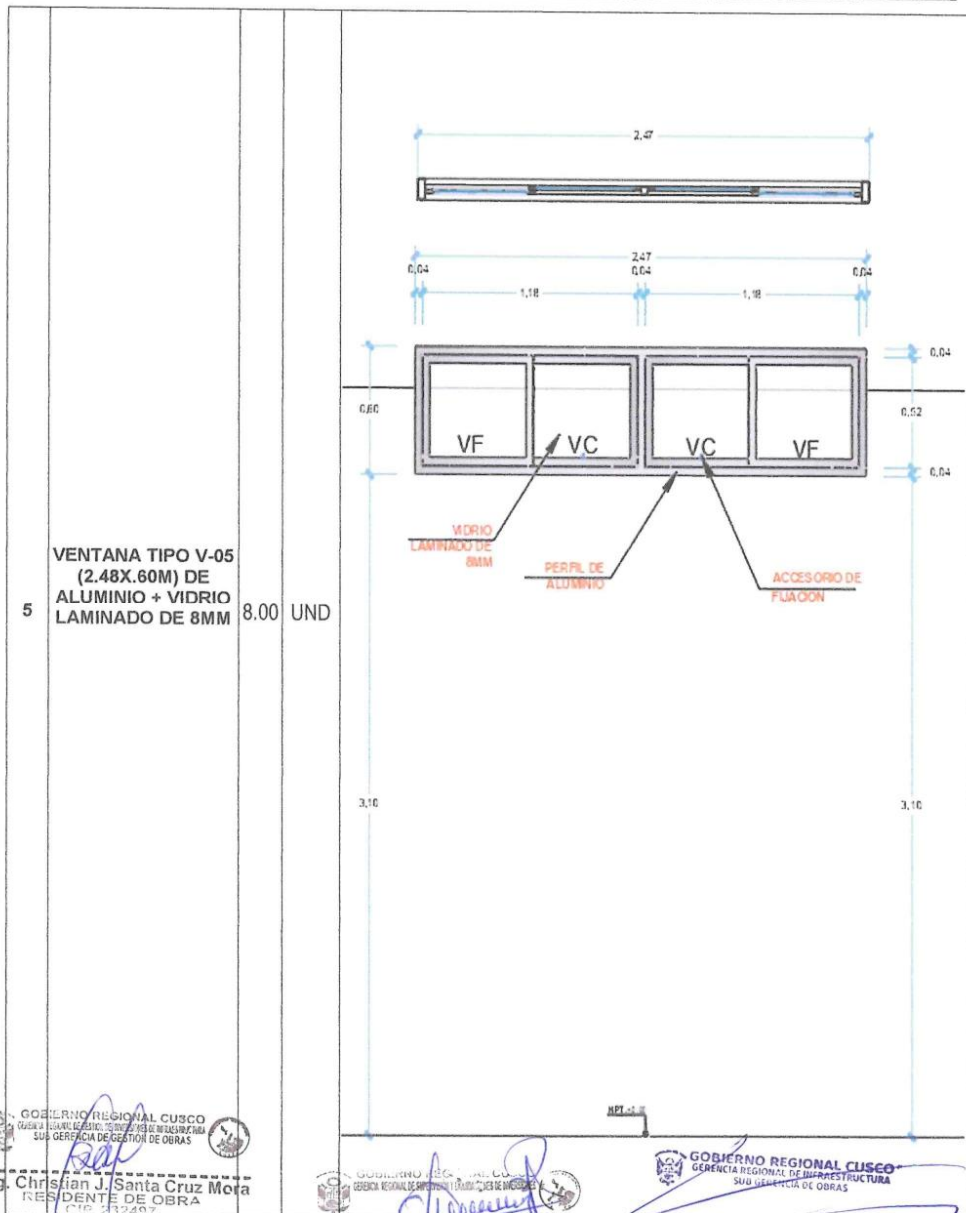 5
VENTANA TIPO V-05
(2.48X.60M) DE
ALUMINIO + VIDRIO
LAMINADO DE 8MM
8.00
UND
2,47
2,47
0,04
0,04
0,04
1,18
1,18
0,04
0,60
0,52
VF
VC
VC
VF
0,04
VIDRIO
LAMINADO DE
8MM
PERFIL DE
ALUMINIO
ACCESORIO DE
FIJACION
3,10
3,10
GOBIERNO REGIONAL CUSCO
SUB GERENCIA DE GESTIÓN DE OBRAS
Christian J. Santa Cruz Mora
RESIDENTE DE OBRA
GOBIERNO REGIONAL CUSCO
GERENCIA REGIONAL DE INFRAESTRUCTURA
SUB GERENCIA DE OBRAS